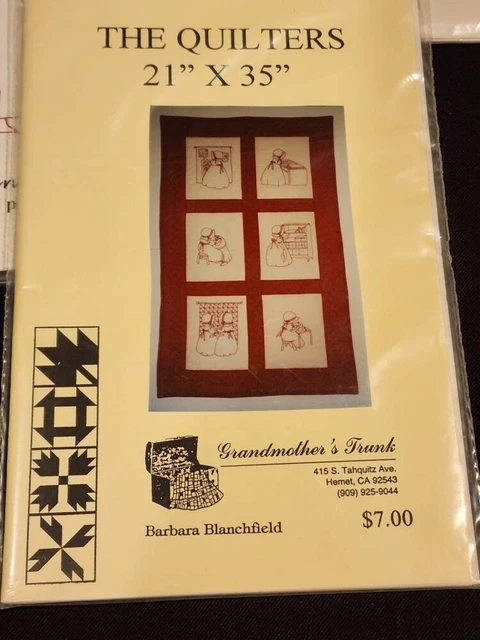 THE QUILTERS
21” X 35”
Grandmother's Trunk
415 S. Tahquitz Ave.
Hemet, CA 92543
(909) 925-9044
Barbara Blanchfield
$7.00